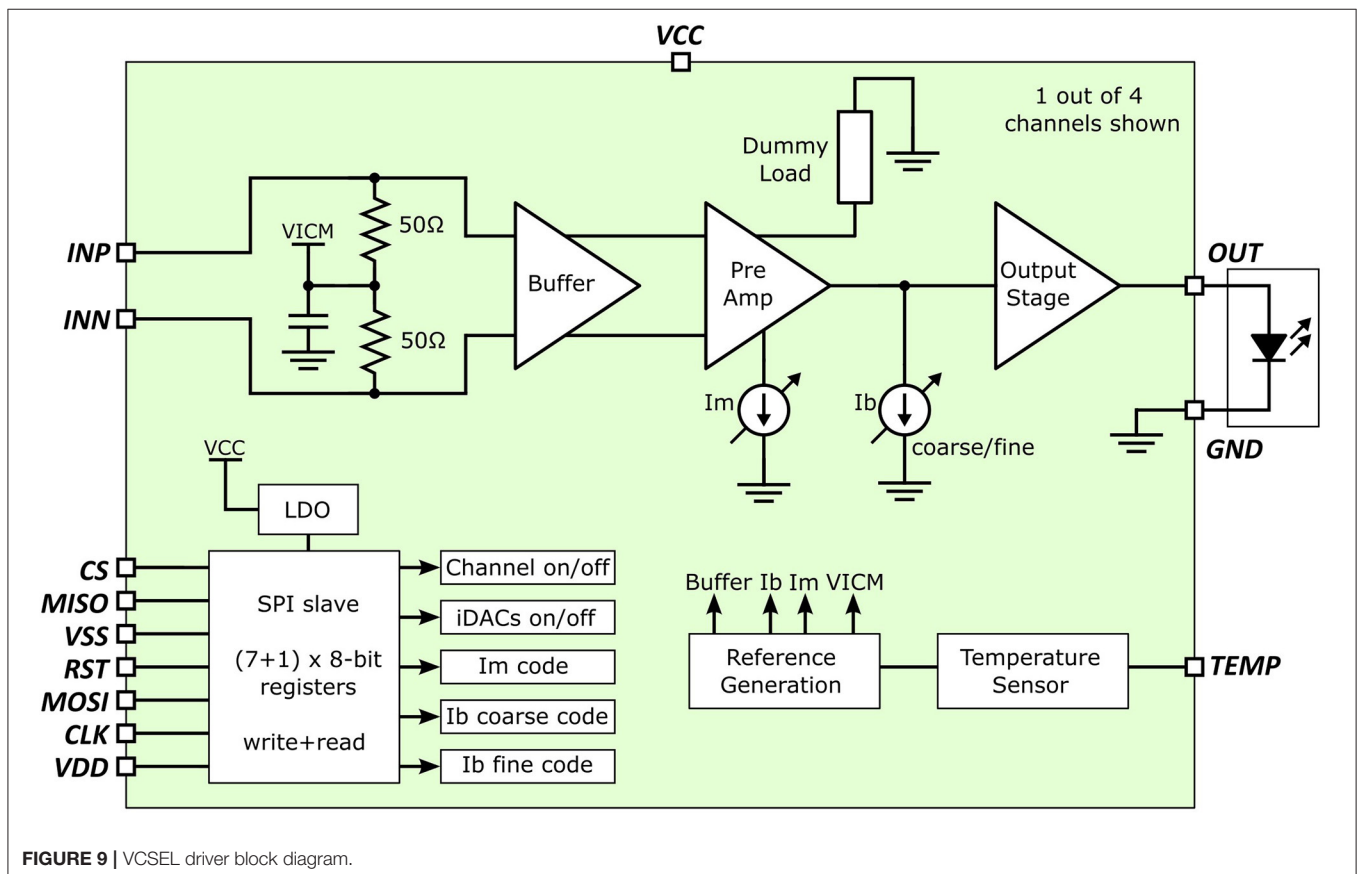 VCC
1 out of 4
channels shown
Dummy
Load
50Ω
VICM
INP
Buffer
Pre
Amp
Output
Stage
OUT
INN
50Ω
Im
Ib
coarse/fine
GND
VCC
LDO
CS
MISO
VSS
RST
MOSI
CLK
VDD
SPI slave
(7+1) x 8-bit
registers
write+read
Channel on/off
iDACs on/off
Im code
Ib coarse code
Ib fine code
Buffer Ib Im VICM
Reference
Generation
Temperature
Sensor
TEMP
FIGURE 9 | VCSEL driver block diagram.